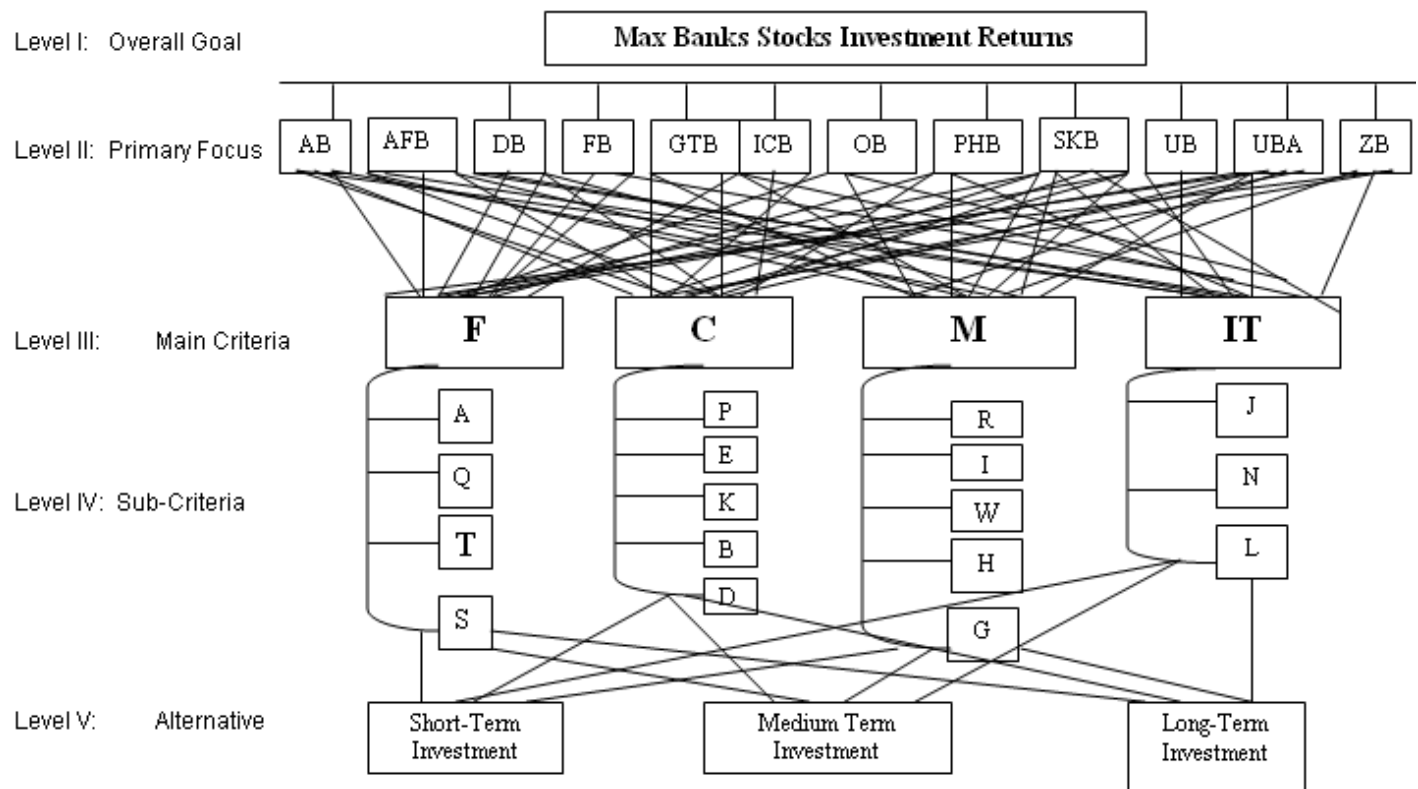 Level I: Overall Goal
Max Banks Stocks Investment Returns
Level II: Primary Focus
AB
AFB
DB
FB
GTB
ICB
OB
PHB
SKB
UB
UBA
ZB
Level III: Main Criteria
F
C
M
IT
Level IV: Sub-Criteria
A
Q
T
S
P
E
K
B
D
R
I
W
H
G
J
N
L
Level V: Alternative
Short-Term
Investment
Medium Term
Investment
Long-Term
Investment